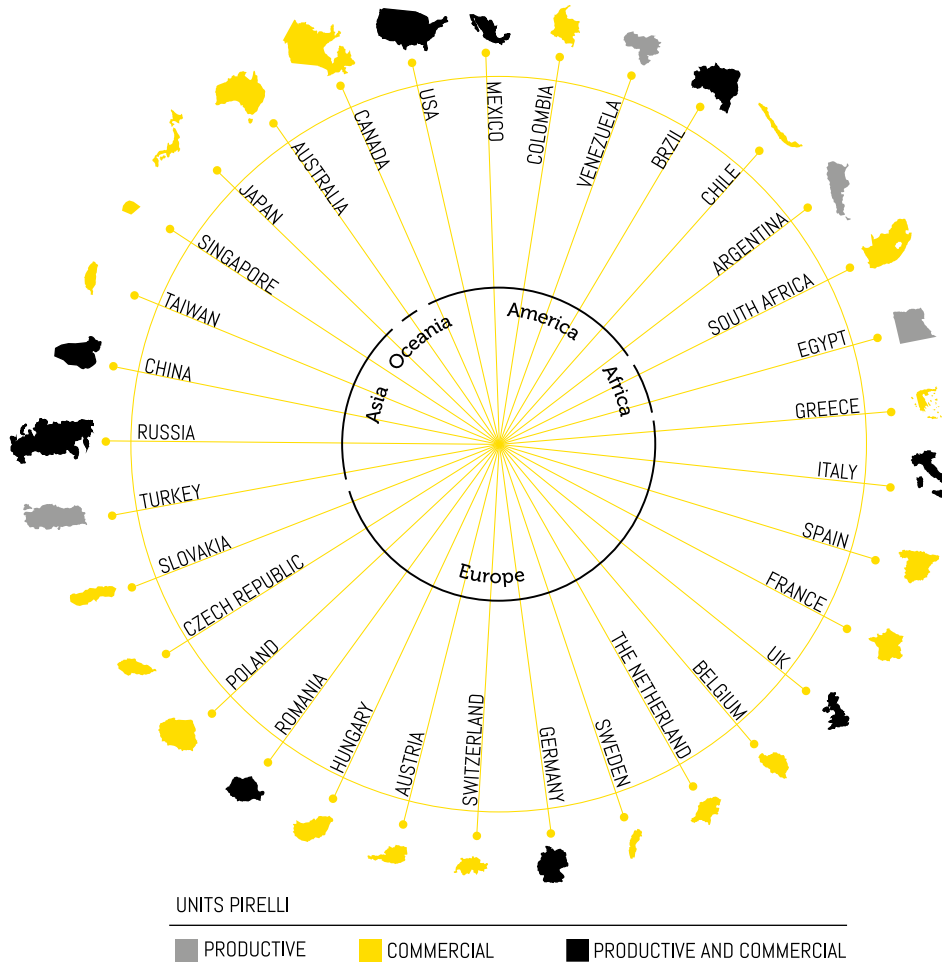 USA
MEXICO
COLOMBIA
VENEZUELA
BRZIL
CHILE
ARGENTINA
SOUTH AFRICA
EGYPT
GREECE
ITALY
SPAIN
FRANCE
UK
BELGIUM
THE NETHERLAND
SWEDEN
GERMANY
SWITZERLAND
AUSTRIA
HUNGARY
ROMANIA
POLAND
CZECH REPUBLIC
SLOVAKIA
TURKEY
RUSSIA
CHINA
TAIWAN
SINGAPORE
JAPAN
AUSTRALIA
CANADA
America
Africa
Europe
Asia
Oceania
UNITS PIRELLI
PRODUCTIVE
COMMERCIAL
PRODUCTIVE AND COMMERCIAL